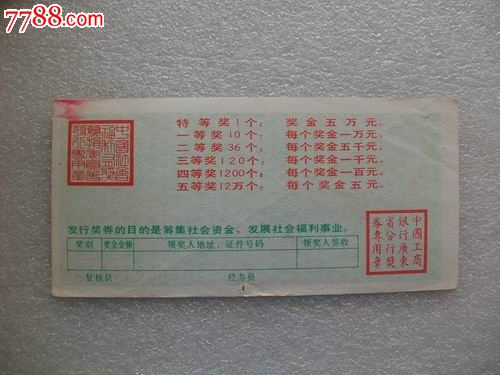 7788.com
特等奖1个：奖金五万元。
一等奖10个：每个奖金一万元。
二等奖36个：每个奖金五千元。
三等奖120个：每个奖金一千元。
四等奖1200个：每个奖金一百元。
五等奖12万个：每个奖金五元。
发行奖券的目的是筹集社会资金，发展社会福利事业。
奖别 奖金金额 领奖人地址、证件号码 领奖人签收
复核员 经办员
中國工商
銀行廣東
省分行獎
券專用章